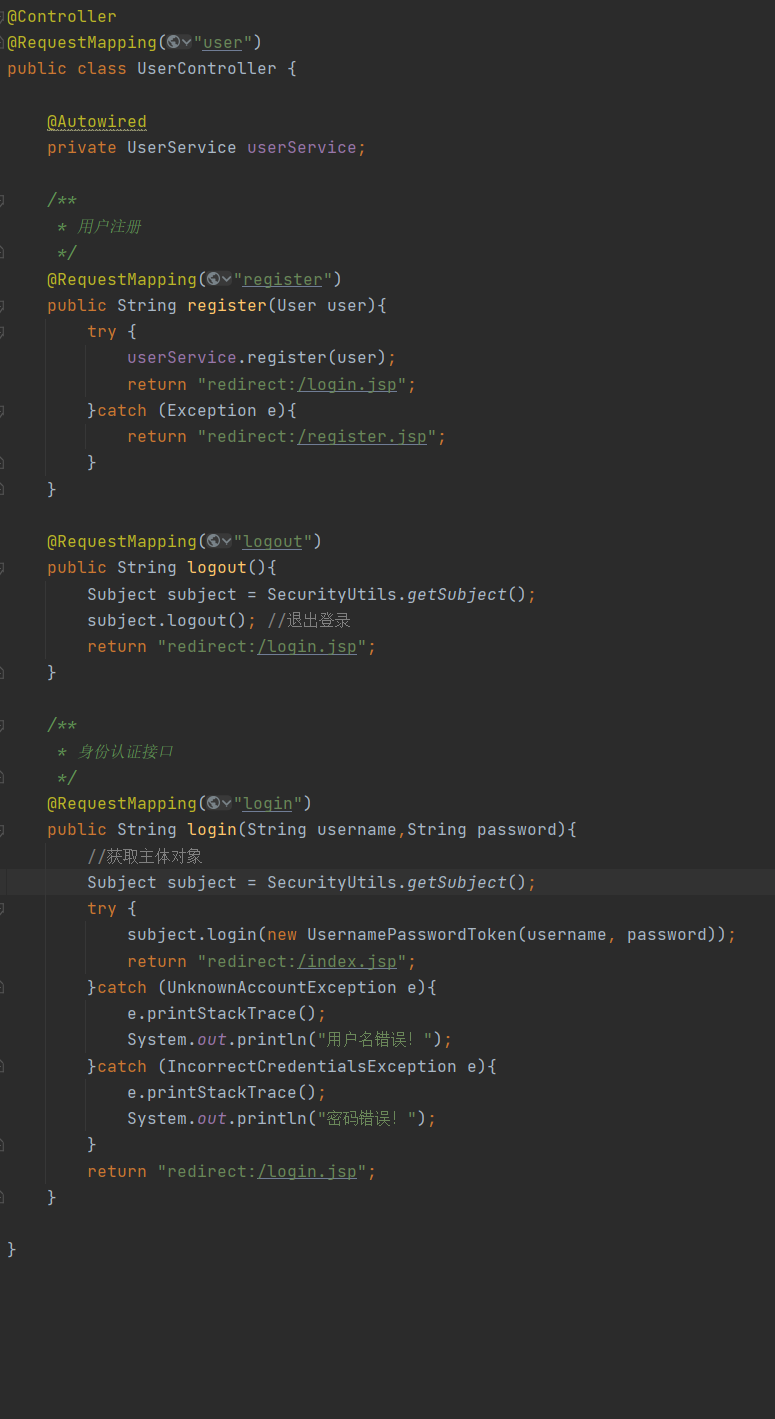 @Controller
@RequestMapping("user")
public class UserController {
@Autowired
private UserService userService;
/**
* 用户注册
*/
@RequestMapping("register")
public String register(User user){
try {
userService.register(user);
return "redirect:/login.jsp";
}catch (Exception e){
return "redirect:/register.jsp";
}
}
@RequestMapping("logout")
public String logout(){
Subject subject = SecurityUtils.getSubject();
subject.logout(); //退出登录
return "redirect:/login.jsp";
}
/**
* 身份认证接口
*/
@RequestMapping("login")
public String login(String username,String password){
//获取主体对象
Subject subject = SecurityUtils.getSubject();
try {
subject.login(new UsernamePasswordToken(username, password));
return "redirect:/index.jsp";
}catch (UnknownAccountException e){
e.printStackTrace();
System.out.println("用户名错误！");
}catch (IncorrectCredentialsException e){
e.printStackTrace();
System.out.println("密码错误！");
}
return "redirect:/login.jsp";
}
}